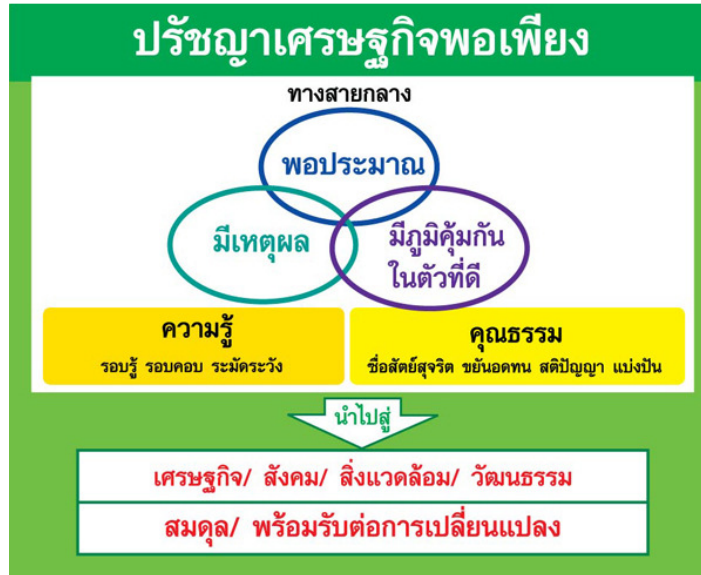 ปรัชญาเศรษฐกิจพอเพียง
ทางสายกลาง
พอประมาณ
มีเหตุผล
มีภูมิคุ้มกัน
ในตัวที่ดี
ความรู้
รอบรู้ รอบคอบ ระมัดระวัง
คุณธรรม
ซื่อสัตย์สุจริต ขยันอดทน สติปัญญา แบ่งปัน
นำไปสู่
เศรษฐกิจ/ สังคม/ สิ่งแวดล้อม/ วัฒนธรรม
สมดุล/ พร้อมรับต่อการเปลี่ยนแปลง